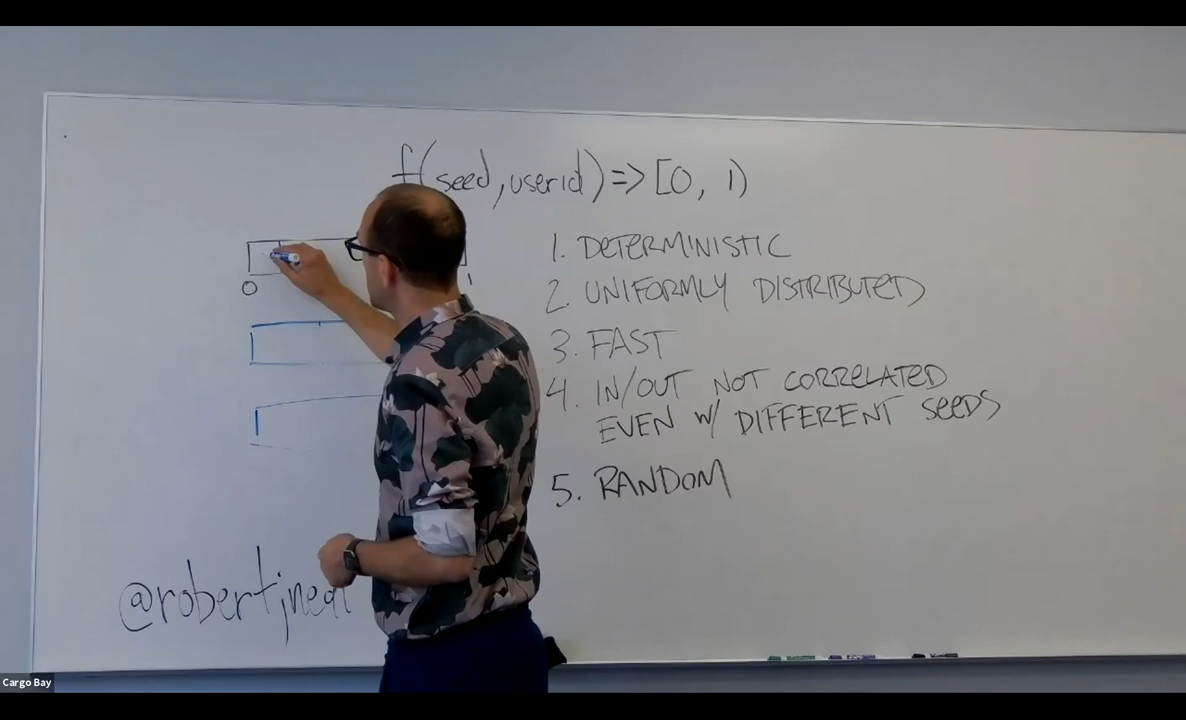 f(seed, userid) => [0, 1)
0
1
1. DETERMINISTIC
2. UNIFORMLY DISTRIBUTED
3. FAST
4. IN/OUT NOT CORRELATED
EVEN W/ DIFFERENT SEEDS
5. RANDOM
@robertjneal
Cargo Bay